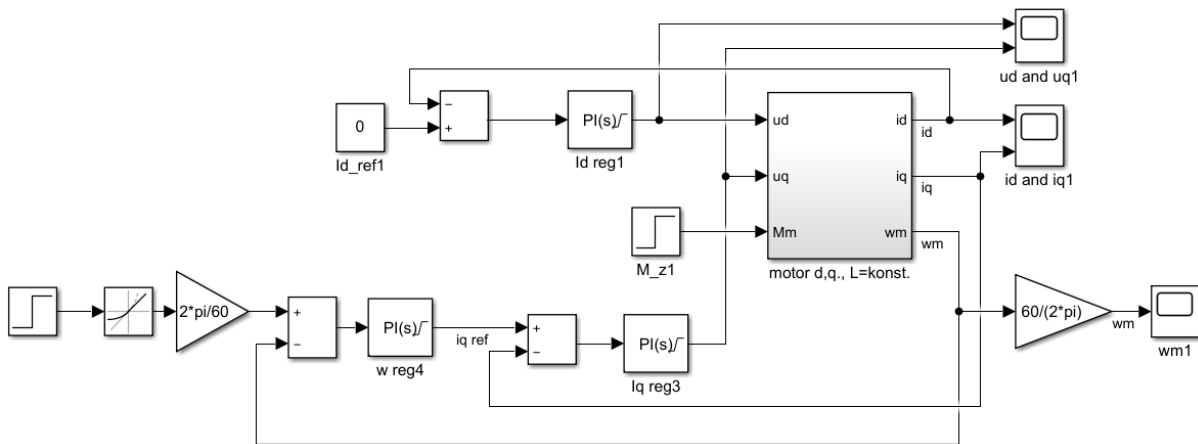 ud and uq1
0
Id_ref1
−
+
PI(s)
Id reg1
ud
uq
Mm
id
iq
wm
id
iq
wm
motor d,q., L=konst.
id and iq1
M_z1
2*pi/60
+
−
PI(s)
w reg4
iq ref
+
−
PI(s)
Iq reg3
60/(2*pi)
wm
wm1